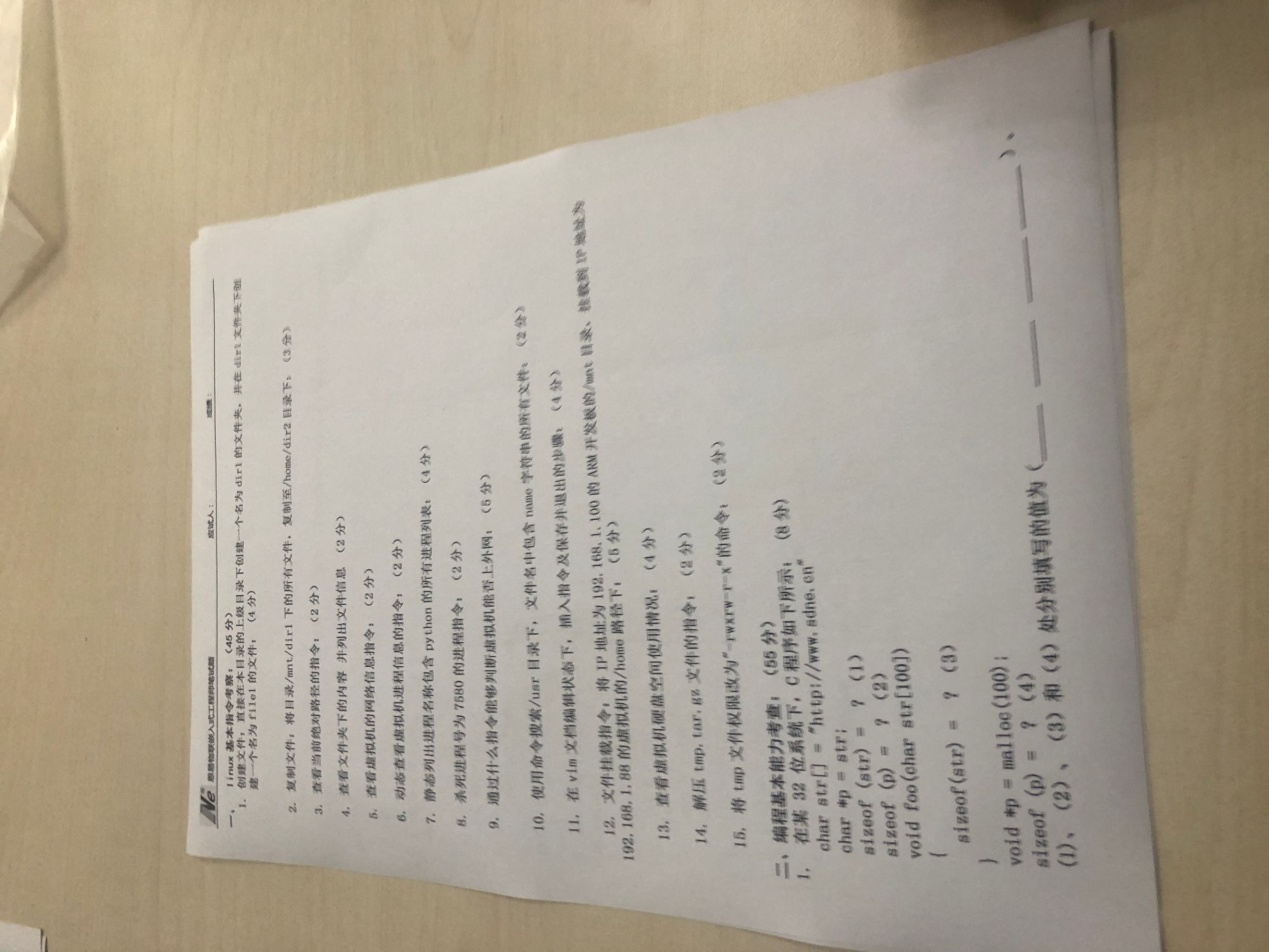 思易物联嵌入式工程师笔试题 应试人: 成绩:
一、 linux 基本指令考察：（45 分）
1. 创建文件，直接在本目录的上级目录下创建一个名为 dir1 的文件夹，并在 dir1 文件夹下创
建一个名为 file1 的文件；（4 分）
2. 复制文件：将目录/mnt/dir1 下的所有文件，复制至/home/dir2 目录下；（3 分）
3. 查看当前绝对路径的指令；（2 分）
4. 查看文件夹下的内容 并列出文件信息 （2 分）
5. 查看虚拟机的网络信息指令；（2 分）
6. 动态查看虚拟机进程信息的指令；（2 分）
7. 静态列出进程名称包含 python 的所有进程列表；（4 分）
8. 杀死进程号为 7580 的进程指令；（2 分）
9. 通过什么指令能够判断虚拟机能否上外网；（5 分）
10. 使用命令搜索/usr 目录下，文件名中包含 name 字符串的所有文件；（2 分）
11. 在 vim 文档编辑状态下，插入指令及保存并退出的步骤；（4 分）
12. 文件挂载指令：将 IP 地址为 192.168.1.100 的 ARM 开发板的/mnt 目录，挂载到 IP 地址为
192.168.1.88 的虚拟机的/home 路径下；（5 分）
13. 查看虚拟机硬盘空间使用情况；（4 分）
14. 解压 tmp.tar.gz 文件的指令；（2 分）
15. 将 tmp 文件权限改为"-rwxrw-r-x"的命令；（2 分）
二、编程基本能力考查；（55 分）
1. 在某 32 位系统下，C 程序如下所示：（8 分）
char str[] = "http://www.sdne.cn"
char *p = str;
sizeof (str) = ? (1)
sizeof (p) = ? (2)
void foo(char str[100])
{
sizeof(str) = ? (3)
}
void *p = malloc(100);
sizeof (p) = ? (4)
(1)、(2)、(3) 和 (4) 处分别填写的值为（____ ____ ____ ____）。